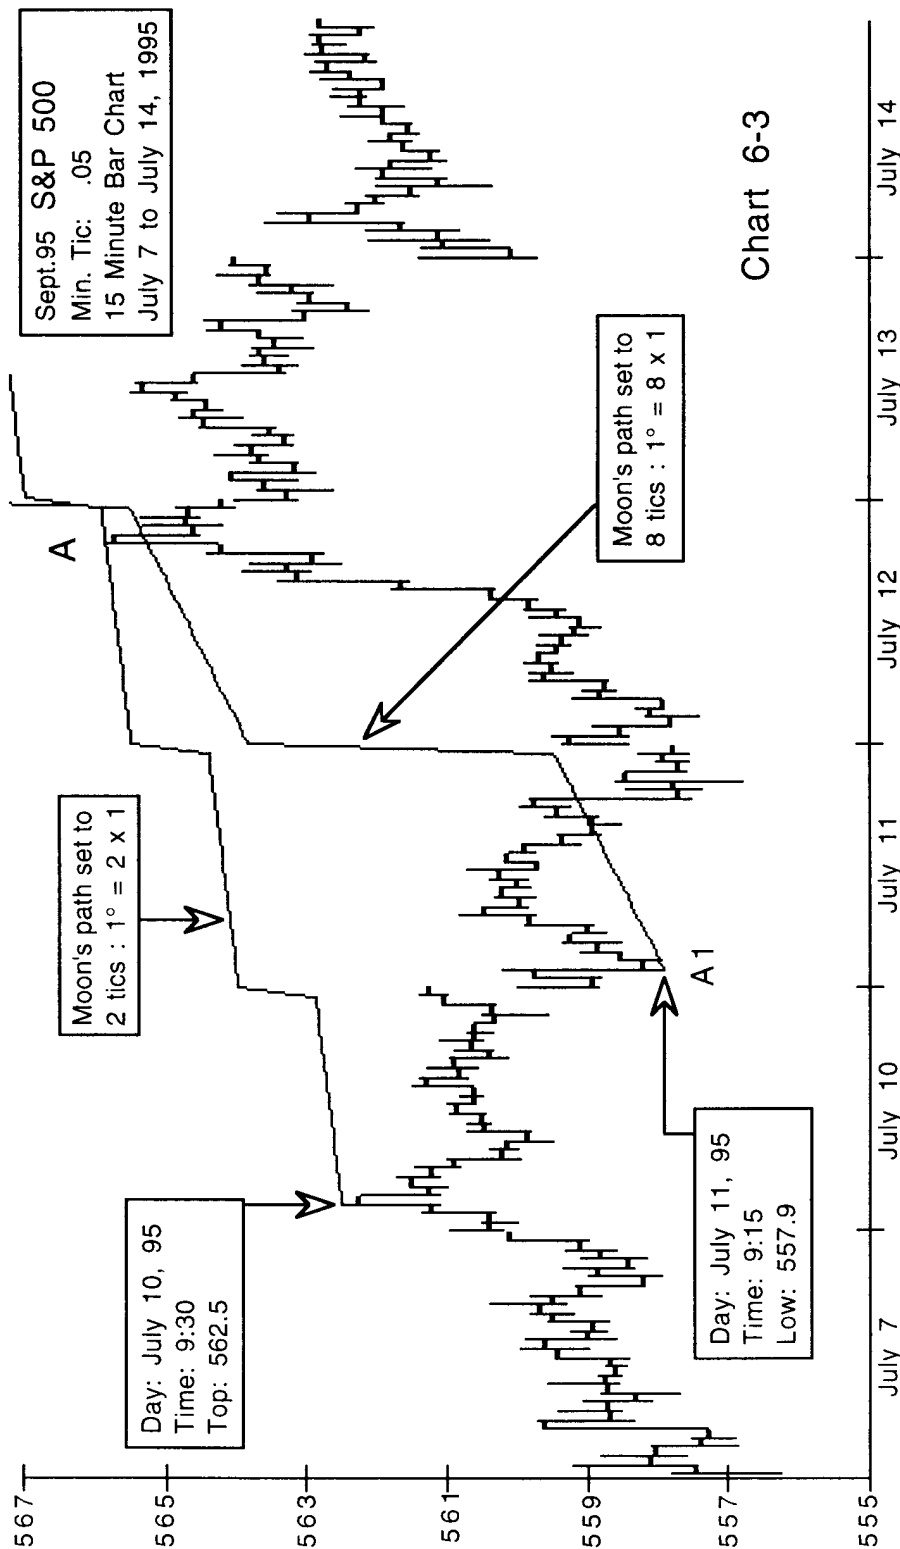 Sept.95 S&P 500
Min. Tic: .05
15 Minute Bar Chart
July 7 to July 14, 1995
Moon's path set to
2 tics : 1° = 2 x 1
A
Day: July 10, 95
Time: 9:30
Top: 562.5
Moon's path set to
8 tics : 1° = 8 x 1
A1
Day: July 11, 95
Time: 9:15
Low: 557.9
Chart 6-3
567
565
563
561
559
557
555
July 7
July 10
July 11
July 12
July 13
July 14